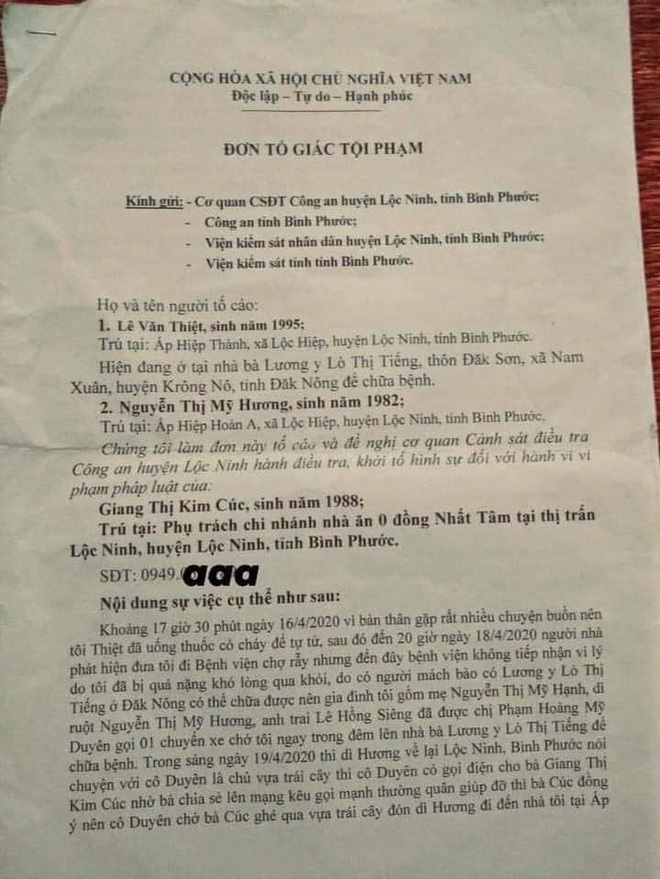 CỘNG HÒA XÃ HỘI CHỦ NGHĨA VIỆT NAM
Độc lập – Tự do – Hạnh phúc
ĐƠN TỐ GIÁC TỘI PHẠM
Kính gửi: - Cơ quan CSĐT Công an huyện Lộc Ninh, tỉnh Bình Phước;
- Công an tỉnh Bình Phước;
- Viện kiểm sát nhân dân huyện Lộc Ninh, tỉnh Bình Phước;
- Viện kiểm sát tỉnh tỉnh Bình Phước.
Họ và tên người tố cáo:
1. Lê Văn Thiệt, sinh năm 1995;
Trú tại: Ấp Hiệp Thành, xã Lộc Hiệp, huyện Lộc Ninh, tỉnh Bình Phước.
Hiện đang ở tại nhà bà Lương y Lò Thị Tiếng, thôn Đăk Sơn, xã Nam
Xuân, huyện Krông Nô, tỉnh Đăk Nông để chữa bệnh.
2. Nguyễn Thị Mỹ Hương, sinh năm 1982;
Trú tại: Ấp Hiệp Hoàn A, xã Lộc Hiệp, huyện Lộc Ninh, tỉnh Bình Phước.
Chúng tôi làm đơn này tố cáo và đề nghị cơ quan Cảnh sát điều tra
Công an huyện Lộc Ninh hành điều tra, khởi tố hình sự đối với hành vi vi
phạm pháp luật của:
Giang Thị Kim Cúc, sinh năm 1988;
Trú tại: Phụ trách chi nhánh nhà ăn 0 đồng Nhất Tâm tại thị trấn
Lộc Ninh, huyện Lộc Ninh, tỉnh Bình Phước.
SĐT: 0949.aaa
Nội dung sự việc cụ thể như sau:
Khoảng 17 giờ 30 phút ngày 16/4/2020 vì bản thân gặp rất nhiều chuyện buồn nên
tôi Thiệt đã uống thuốc cỏ cháy để tự tử, sau đó đến 20 giờ ngày 18/4/2020 người nhà
phát hiện đưa tôi đi Bệnh viện chợ rẫy nhưng đến đây bệnh viện không tiếp nhận vì lý
do tôi đã bị quá nặng khó lòng qua khỏi, do có người mách bảo có Lương y Lò Thị
Tiếng ở Đăk Nông có thể chữa được nên gia đình tôi gồm mẹ Nguyễn Thị Mỹ Hạnh, dì
ruột Nguyễn Thị Mỹ Hương, anh trai Lê Hồng Siêng đã được chị Phạm Hoàng Mỹ
Duyên gọi 01 chuyến xe chở tôi ngay trong đêm lên nhà bà Lương y Lò Thị Tiếng để
chữa bệnh. Trong sáng ngày 19/4/2020 thì dì Hương về lại Lộc Ninh, Bình Phước nói
chuyện với cô Duyên là chủ vựa trái cây thì cô Duyên có gọi điện cho bà Giang Thị
Kim Cúc nhờ bà chia sẻ lên mạng kêu gọi mạnh thường quân giúp đỡ thì bà Cúc đồng
ý nên cô Duyên chở bà Cúc ghé qua vựa trái cây đón dì Hương đi đến nhà tôi tại Ấp